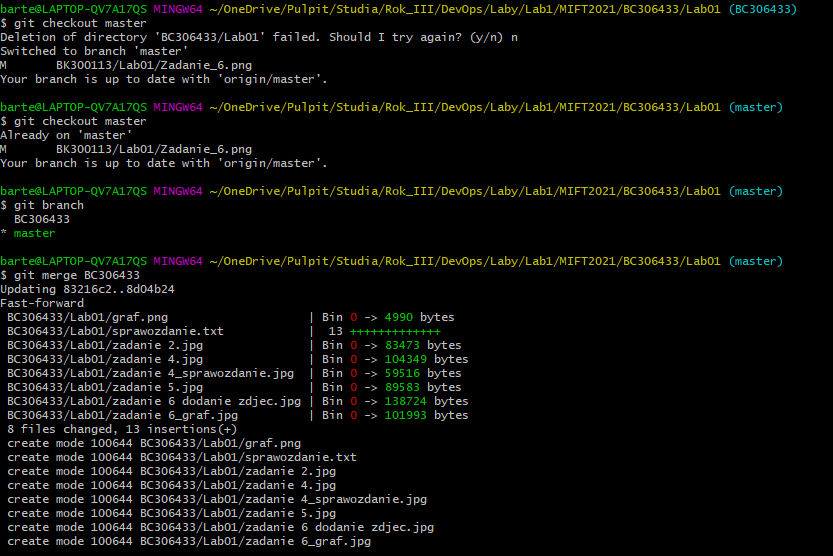 barte@LAPTOP-QV7A17QS MINGW64 ~/OneDrive/Pulpit/Studia/Rok_III/DevOps/Laby/Lab1/MIFT2021/BC306433/Lab01 (BC306433)
$ git checkout master
Deletion of directory 'BC306433/Lab01' failed. Should I try again? (y/n) n
Switched to branch 'master'
M       BK300113/Lab01/Zadanie_6.png
Your branch is up to date with 'origin/master'.
barte@LAPTOP-QV7A17QS MINGW64 ~/OneDrive/Pulpit/Studia/Rok_III/DevOps/Laby/Lab1/MIFT2021/BC306433/Lab01 (master)
$ git checkout master
Already on 'master'
M       BK300113/Lab01/Zadanie_6.png
Your branch is up to date with 'origin/master'.
barte@LAPTOP-QV7A17QS MINGW64 ~/OneDrive/Pulpit/Studia/Rok_III/DevOps/Laby/Lab1/MIFT2021/BC306433/Lab01 (master)
$ git branch
  BC306433
* master
barte@LAPTOP-QV7A17QS MINGW64 ~/OneDrive/Pulpit/Studia/Rok_III/DevOps/Laby/Lab1/MIFT2021/BC306433/Lab01 (master)
$ git merge BC306433
Updating 83216c2..8d04b24
Fast-forward
 BC306433/Lab01/graf.png                    | Bin 0 -> 4990 bytes
 BC306433/Lab01/sprawozdanie.txt            |  13 +++++++++++++
 BC306433/Lab01/zadanie 2.jpg               | Bin 0 -> 83473 bytes
 BC306433/Lab01/zadanie 4.jpg               | Bin 0 -> 104349 bytes
 BC306433/Lab01/zadanie 4_sprawozdanie.jpg  | Bin 0 -> 59516 bytes
 BC306433/Lab01/zadanie 5.jpg               | Bin 0 -> 89583 bytes
 BC306433/Lab01/zadanie 6 dodanie zdjec.jpg | Bin 0 -> 138724 bytes
 BC306433/Lab01/zadanie 6_graf.jpg          | Bin 0 -> 101993 bytes
 8 files changed, 13 insertions(+)
 create mode 100644 BC306433/Lab01/graf.png
 create mode 100644 BC306433/Lab01/sprawozdanie.txt
 create mode 100644 BC306433/Lab01/zadanie 2.jpg
 create mode 100644 BC306433/Lab01/zadanie 4.jpg
 create mode 100644 BC306433/Lab01/zadanie 4_sprawozdanie.jpg
 create mode 100644 BC306433/Lab01/zadanie 5.jpg
 create mode 100644 BC306433/Lab01/zadanie 6 dodanie zdjec.jpg
 create mode 100644 BC306433/Lab01/zadanie 6_graf.jpg